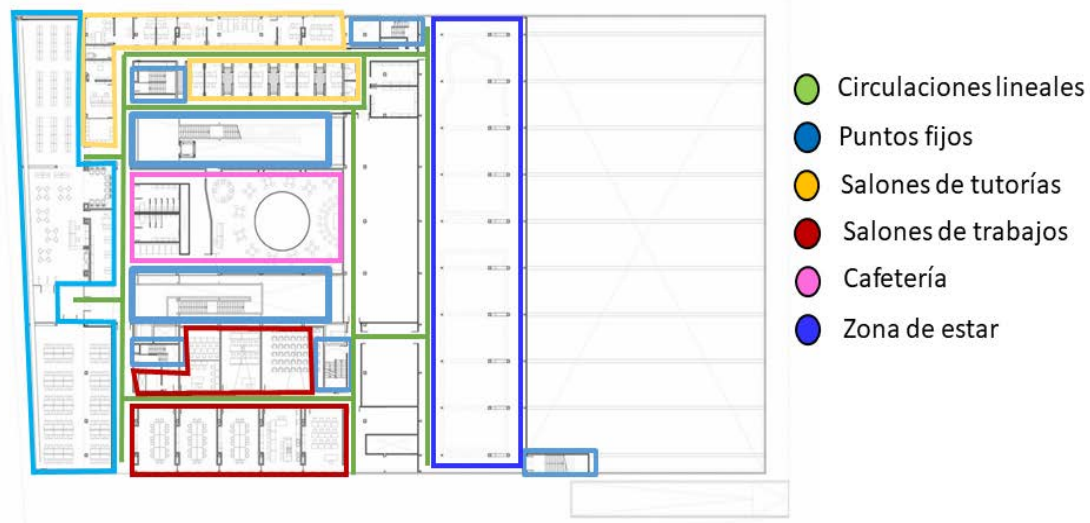 Circulaciones lineales
Puntos fijos
Salones de tutorías
Salones de trabajos
Cafetería
Zona de estar